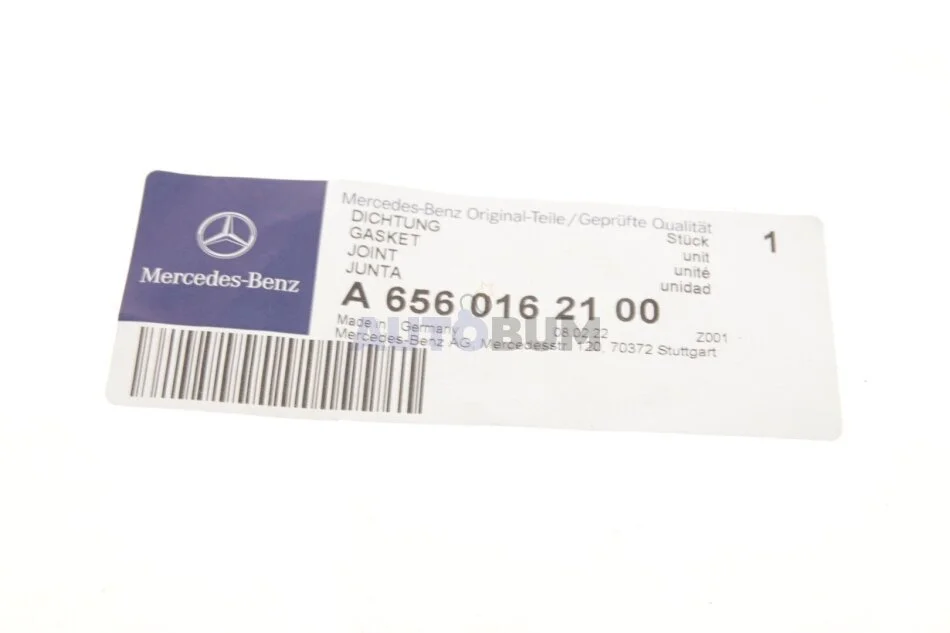 Mercedes-Benz
Mercedes-Benz Original-Teile/Geprüfte Qualität
DICHTUNG Stück 1
GASKET unit
JOINT unité
JUNTA unidad
A 656 016 21 00
Made in Germany 08.02.22 Z001
Mercedes-Benz AG, Mercedesstr. 120, 70372 Stuttgart
AUTOBUM